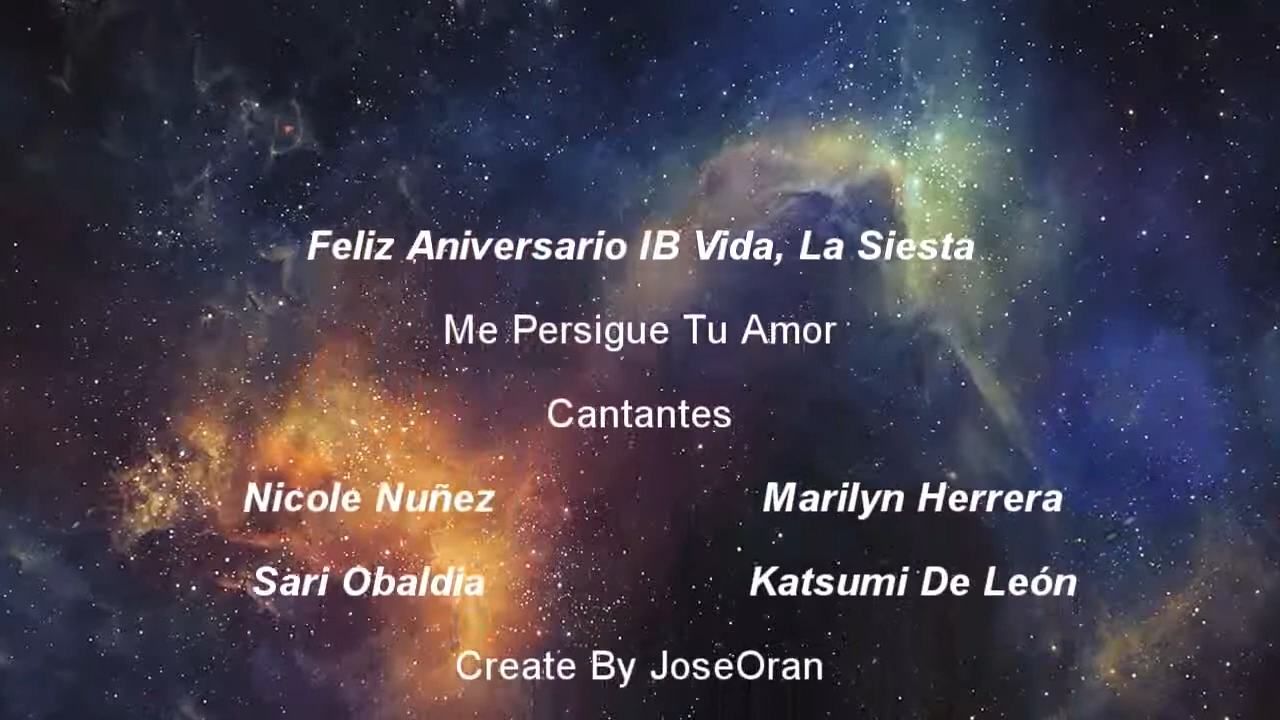 Feliz Aniversario IB Vida, La Siesta
Me Persigue Tu Amor
Cantantes
Nicole Nuñez Marilyn Herrera
Sari Obaldia Katsumi De León
Create By JoseOran